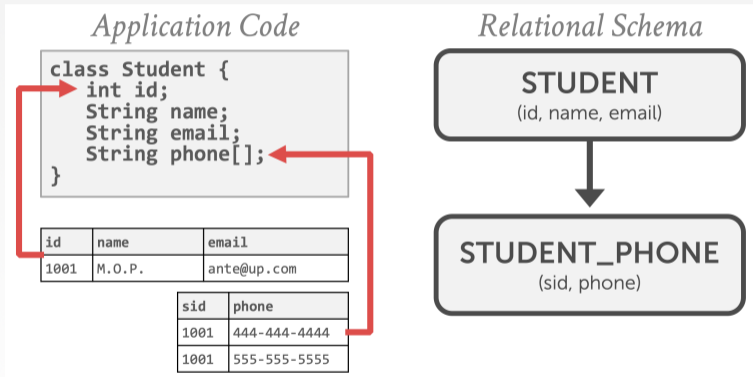 Application Code
class Student {
int id;
String name;
String email;
String phone[];
}
id name email
1001 M.O.P. ante@up.com
sid phone
1001 444-444-4444
1001 555-555-5555
Relational Schema
STUDENT
(id, name, email)
STUDENT_PHONE
(sid, phone)